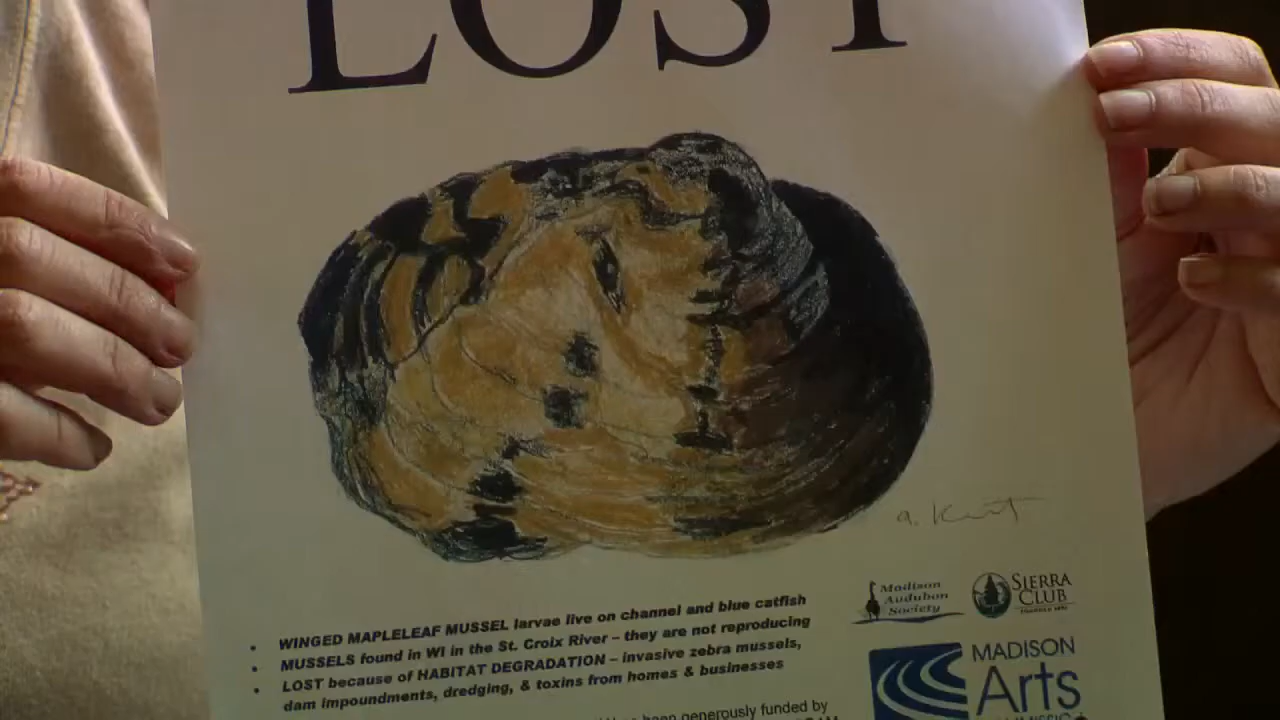 LOST
a. Kent
Madison
Audubon
Society
SIERRA
CLUB
• WINGED MAPLELEAF MUSSEL larvae live on channel and blue catfish
• MUSSELS found in WI in the St. Croix River – they are not reproducing
• LOST because of HABITAT DEGRADATION – invasive zebra mussels,
dam impoundments, dredging, & toxins from homes & businesses
MADISON
Arts
been generously funded by